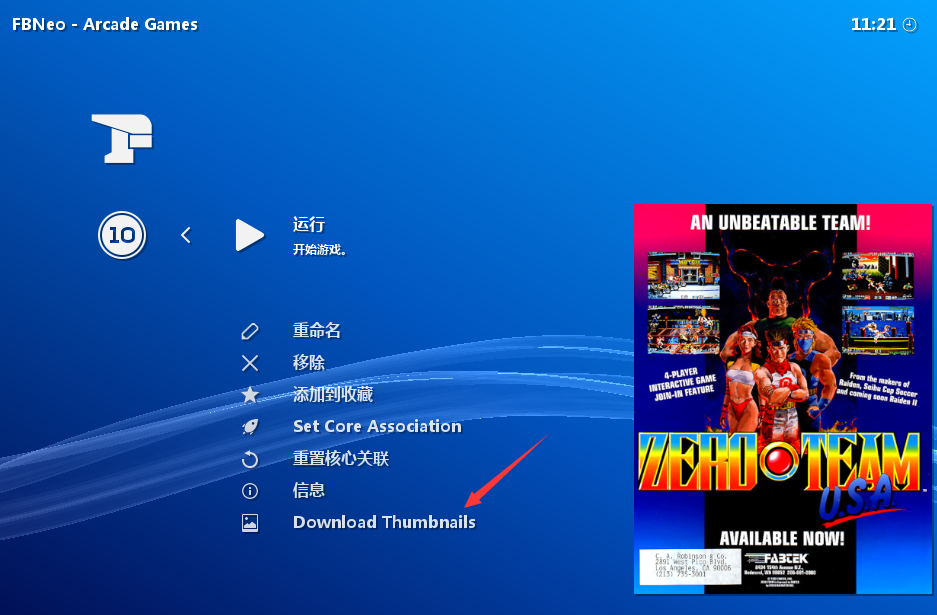 FBNeo - Arcade Games
11:21
10
运行
开始游戏。
重命名
移除
添加到收藏
Set Core Association
重置核心关联
信息
Download Thumbnails
AN UNBEATABLE TEAM!
4-PLAYER
INTERACTIVE GAME
JOIN-IN FEATURE
From the makers of
Raiden, Seibu Cup Soccer
and coming soon Raiden II
ZERO TEAM
U.S.A.
AVAILABLE NOW!
C. A. Robinson & Co.
2891 West Pico Blvd.
Los Angeles, CA 90006
(213) 735-3001
FABTEK